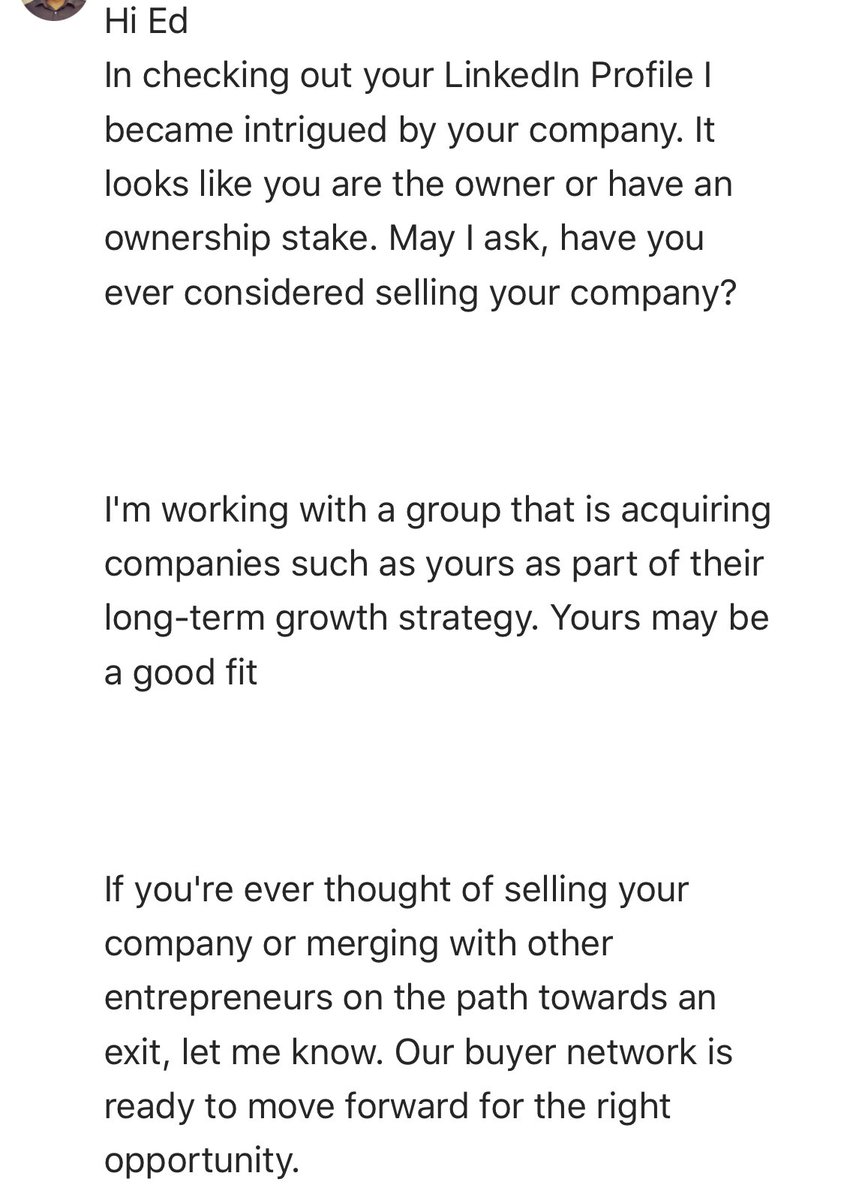 Hi Ed
In checking out your LinkedIn Profile I
became intrigued by your company. It
looks like you are the owner or have an
ownership stake. May I ask, have you
ever considered selling your company?
I'm working with a group that is acquiring
companies such as yours as part of their
long-term growth strategy. Yours may be
a good fit
If you're ever thought of selling your
company or merging with other
entrepreneurs on the path towards an
exit, let me know. Our buyer network is
ready to move forward for the right
opportunity.